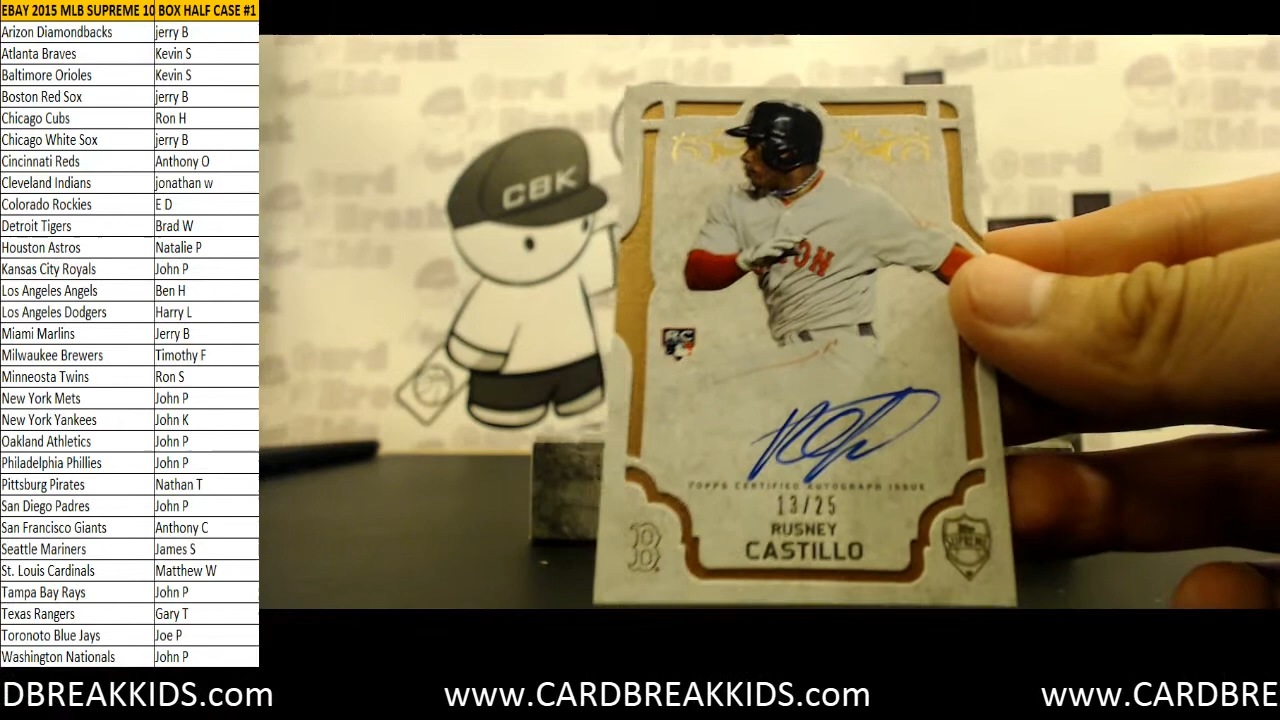 EBAY 2015 MLB SUPREME 10 BOX HALF CASE #1
Arizon Diamondbacks jerry B
Atlanta Braves Kevin S
Baltimore Orioles Kevin S
Boston Red Sox jerry B
Chicago Cubs Ron H
Chicago White Sox jerry B
Cincinnati Reds Anthony O
Cleveland Indians jonathan w
Colorado Rockies E D
Detroit Tigers Brad W
Houston Astros Natalie P
Kansas City Royals John P
Los Angeles Angels Ben H
Los Angeles Dodgers Harry L
Miami Marlins Jerry B
Milwaukee Brewers Timothy F
Minneosta Twins Ron S
New York Mets John P
New York Yankees John K
Oakland Athletics John P
Philadelphia Phillies John P
Pittsburg Pirates Nathan T
San Diego Padres John P
San Francisco Giants Anthony C
Seattle Mariners James S
St. Louis Cardinals Matthew W
Tampa Bay Rays John P
Texas Rangers Gary T
Toronoto Blue Jays Joe P
Washington Nationals John P
CBK
RC
TOPPS CERTIFIED AUTOGRAPH ISSUE
13/25
RUSNEY
CASTILLO
B
SUPREME
DBREAKKIDS.com www.CARDBREAKKIDS.com www.CARDBRE